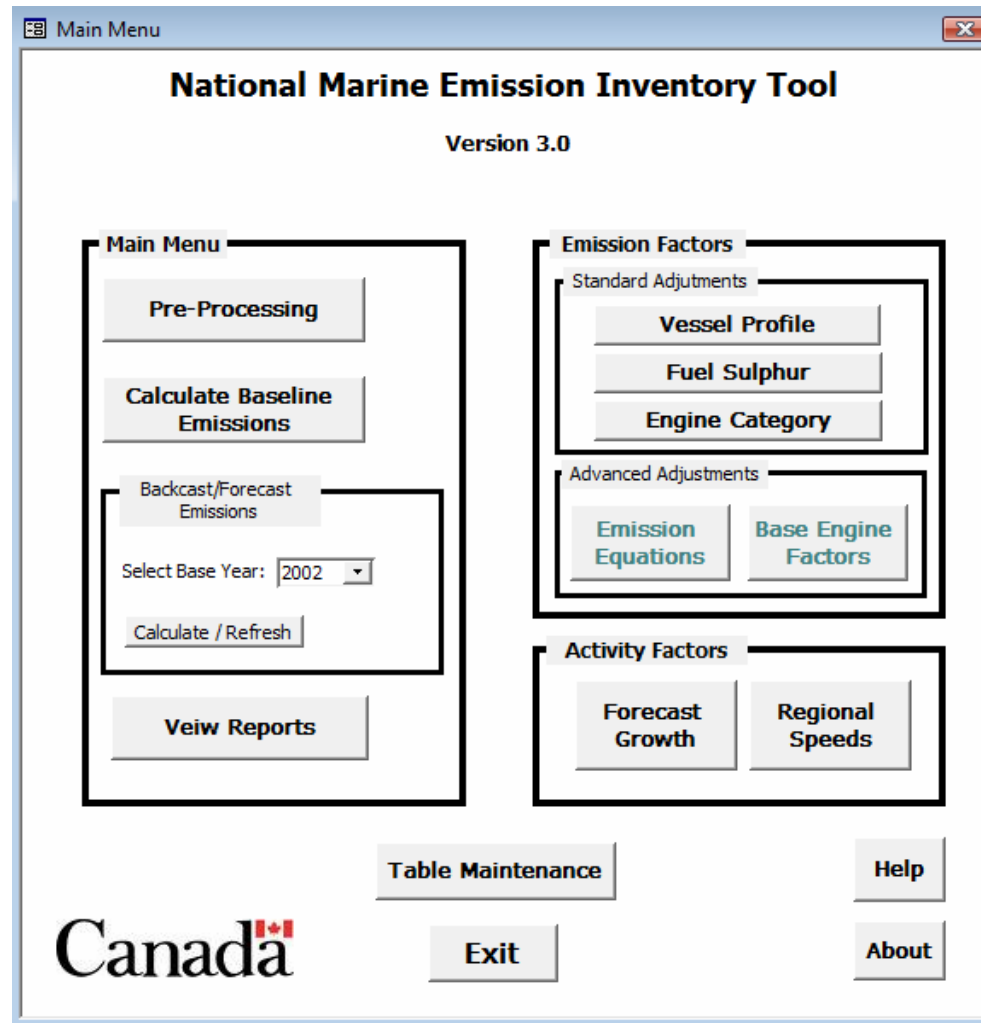 Main Menu
National Marine Emission Inventory Tool
Version 3.0
Main Menu
Pre-Processing
Calculate Baseline
Emissions
Backcast/Forecast
Emissions
Select Base Year: 2002
Calculate / Refresh
Veiw Reports
Emission Factors
Standard Adjutments
Vessel Profile
Fuel Sulphur
Engine Category
Advanced Adjustments
Emission
Equations
Base Engine
Factors
Activity Factors
Forecast
Growth
Regional
Speeds
Table Maintenance
Help
Canada
Exit
About